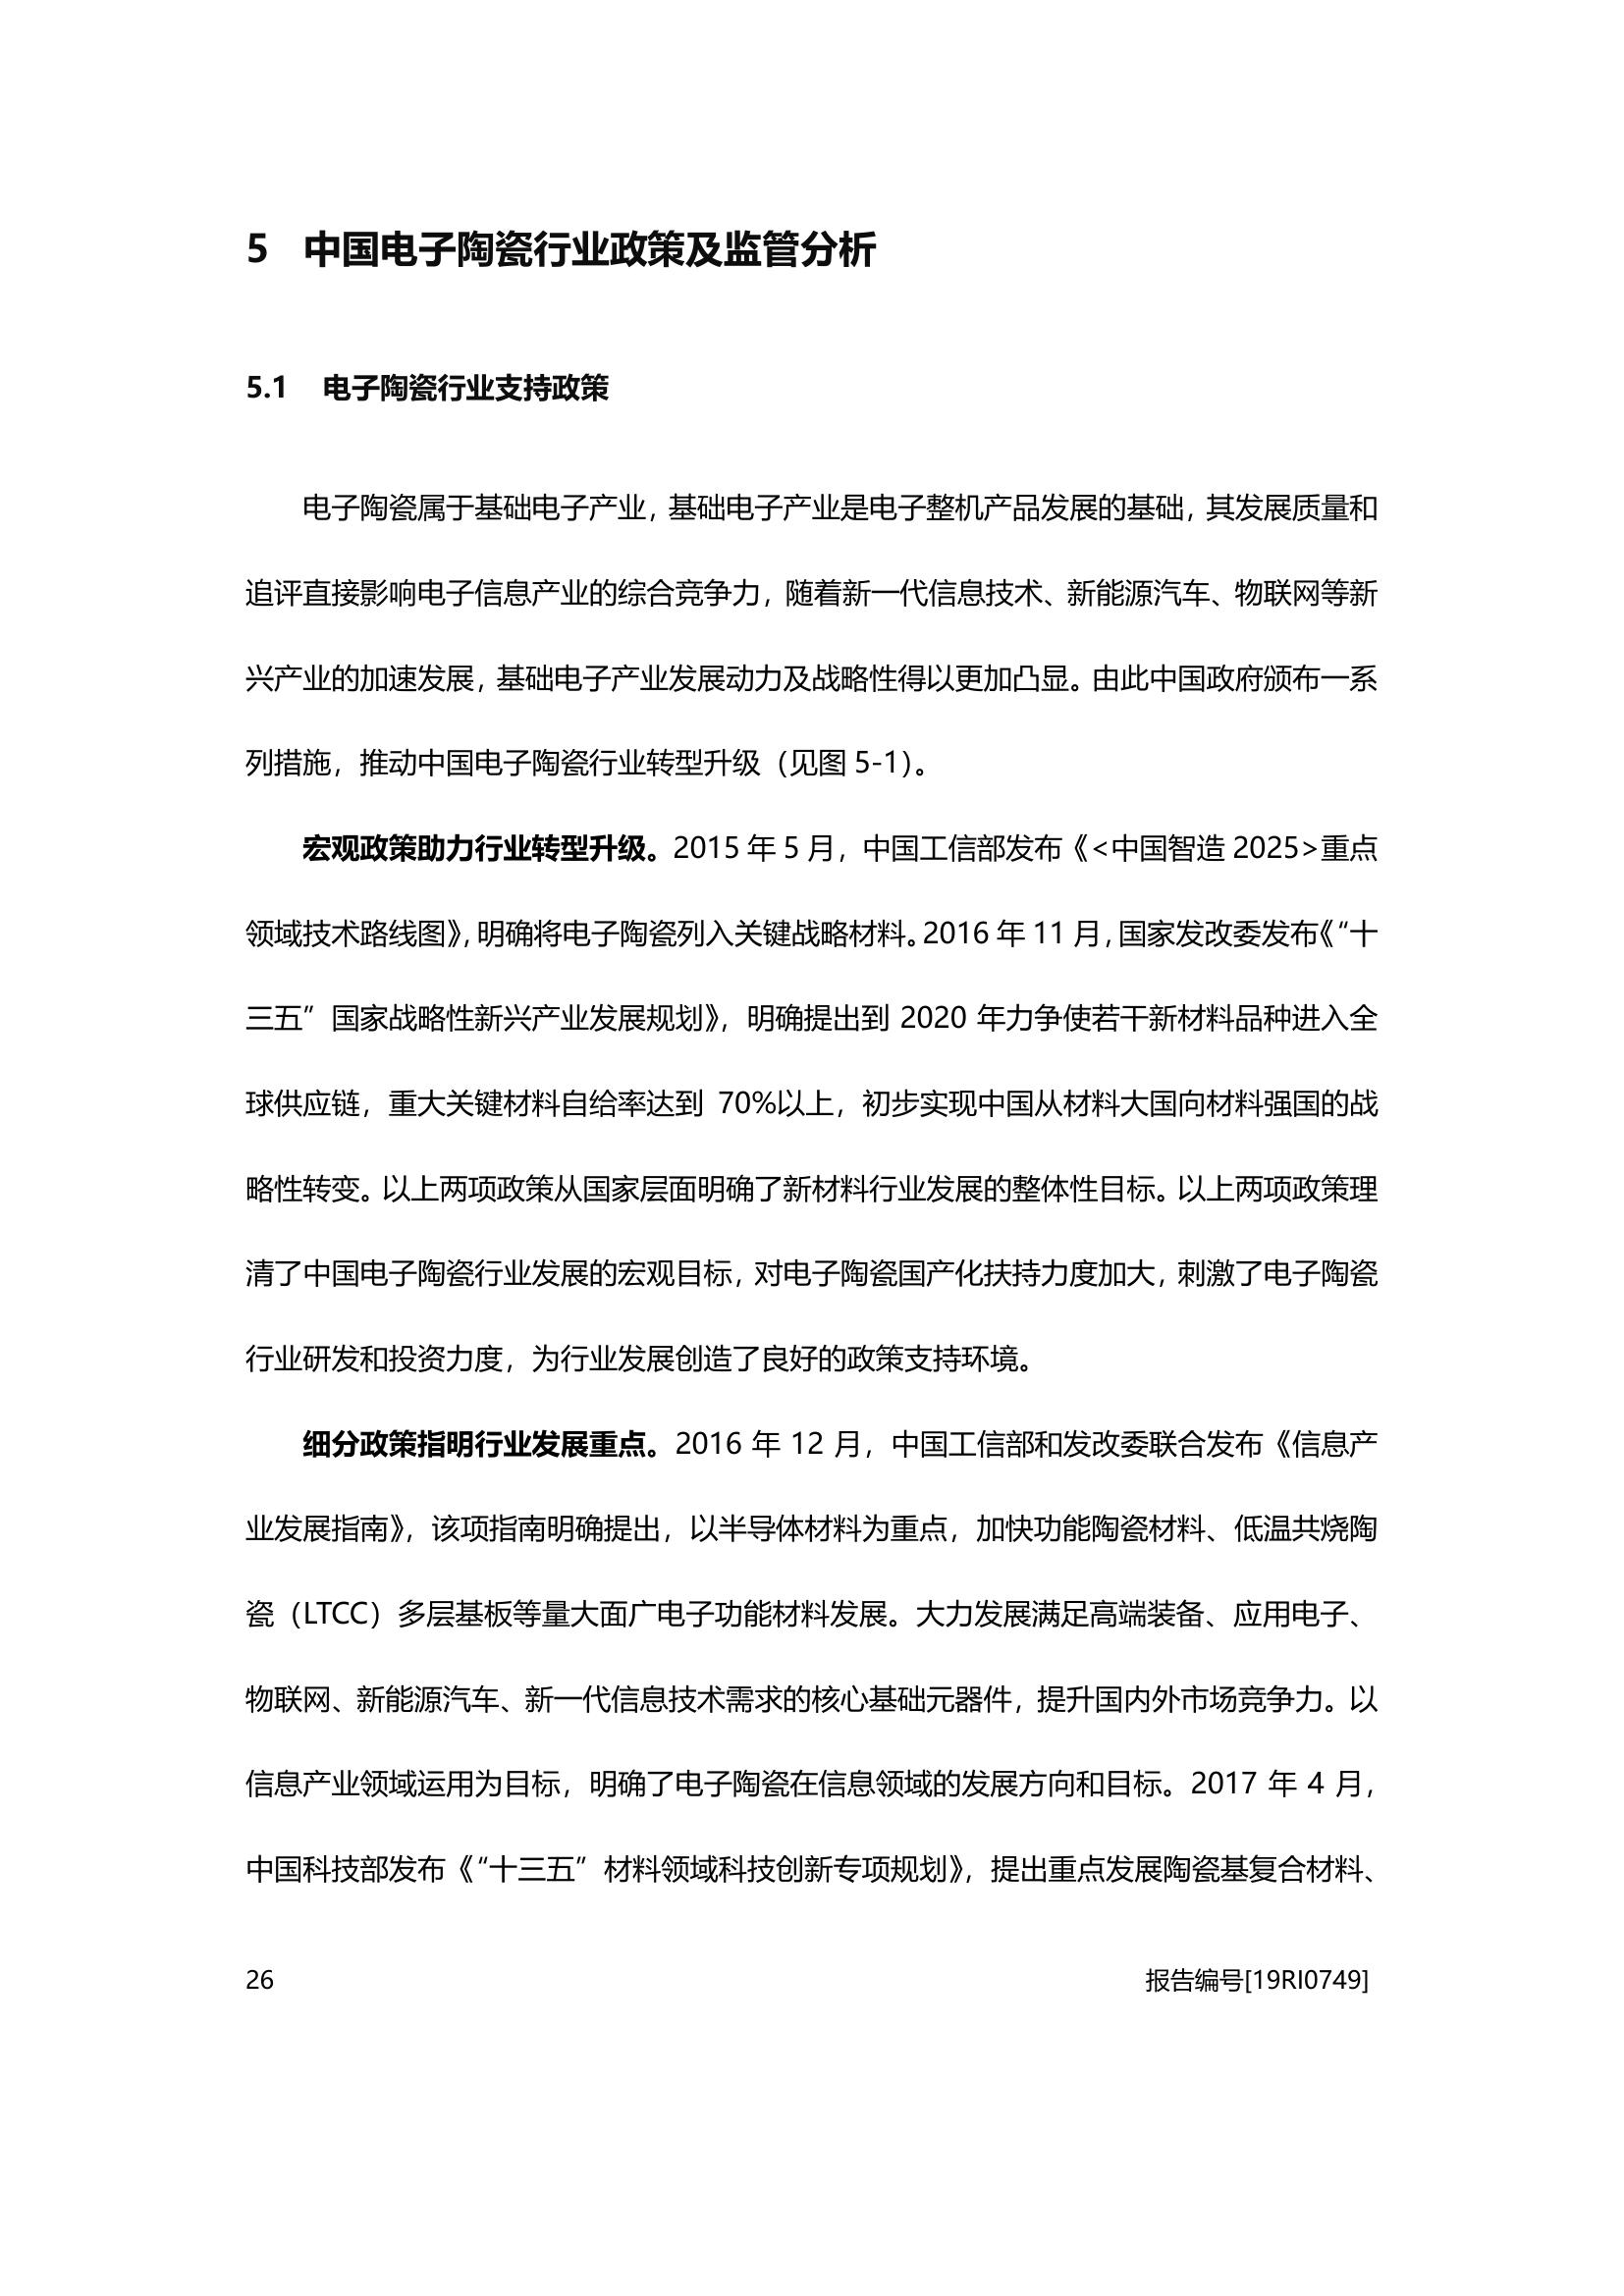 5 中国电子陶瓷行业政策及监管分析
5.1 电子陶瓷行业支持政策
电子陶瓷属于基础电子产业，基础电子产业是电子整机产品发展的基础，其发展质量和
追评直接影响电子信息产业的综合竞争力，随着新一代信息技术、新能源汽车、物联网等新
兴产业的加速发展，基础电子产业发展动力及战略性得以更加凸显。由此中国政府颁布一系
列措施，推动中国电子陶瓷行业转型升级（见图 5-1）。
宏观政策助力行业转型升级。2015 年 5 月，中国工信部发布《<中国智造 2025>重点
领域技术路线图》，明确将电子陶瓷列入关键战略材料。2016 年 11 月，国家发改委发布《“十
三五”国家战略性新兴产业发展规划》，明确提出到 2020 年力争使若干新材料品种进入全
球供应链，重大关键材料自给率达到 70%以上，初步实现中国从材料大国向材料强国的战
略性转变。以上两项政策从国家层面明确了新材料行业发展的整体性目标。以上两项政策理
清了中国电子陶瓷行业发展的宏观目标，对电子陶瓷国产化扶持力度加大，刺激了电子陶瓷
行业研发和投资力度，为行业发展创造了良好的政策支持环境。
细分政策指明行业发展重点。2016 年 12 月，中国工信部和发改委联合发布《信息产
业发展指南》，该项指南明确提出，以半导体材料为重点，加快功能陶瓷材料、低温共烧陶
瓷（LTCC）多层基板等量大面广电子功能材料发展。大力发展满足高端装备、应用电子、
物联网、新能源汽车、新一代信息技术需求的核心基础元器件，提升国内外市场竞争力。以
信息产业领域运用为目标，明确了电子陶瓷在信息领域的发展方向和目标。2017 年 4 月，
中国科技部发布《“十三五”材料领域科技创新专项规划》，提出重点发展陶瓷基复合材料、
26 报告编号[19RI0749]